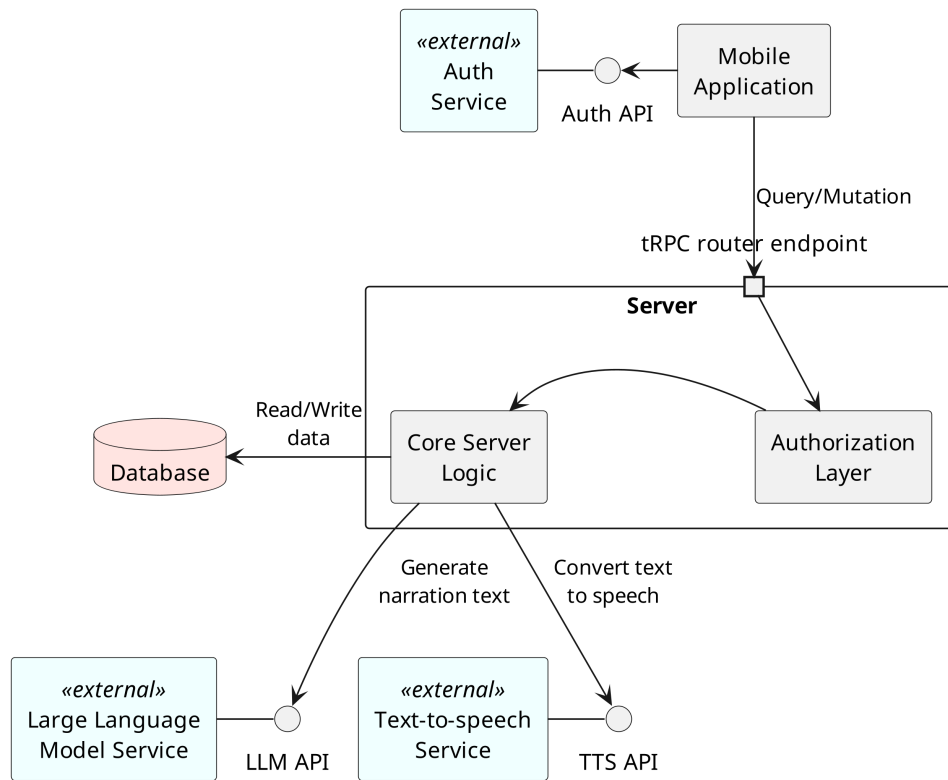 «external»
Auth
Service
Auth API
Mobile
Application
Query/Mutation
tRPC router endpoint
Server
Read/Write
data
Database
Core Server
Logic
Authorization
Layer
Generate
narration text
Convert text
to speech
«external»
Large Language
Model Service
LLM API
«external»
Text-to-speech
Service
TTS API